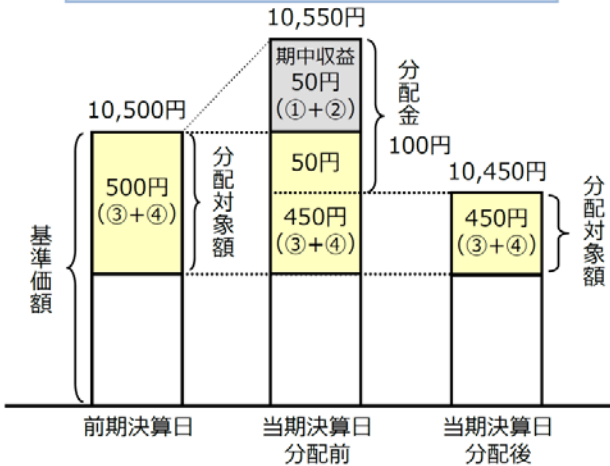 10,550円
期中収益
50円
(①+②)
分配金
100円
10,500円
500円
(③+④)
分配対象額
基準価額
50円
450円
(③+④)
10,450円
450円
(③+④)
分配対象額
前期決算日
当期決算日
分配前
当期決算日
分配後